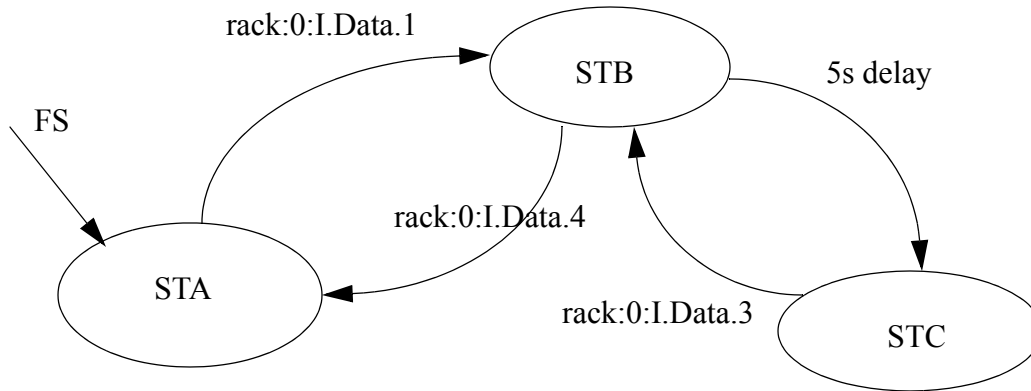 rack:0:I.Data.1
STB
5s delay
FS
rack:0:I.Data.4
STA
rack:0:I.Data.3
STC